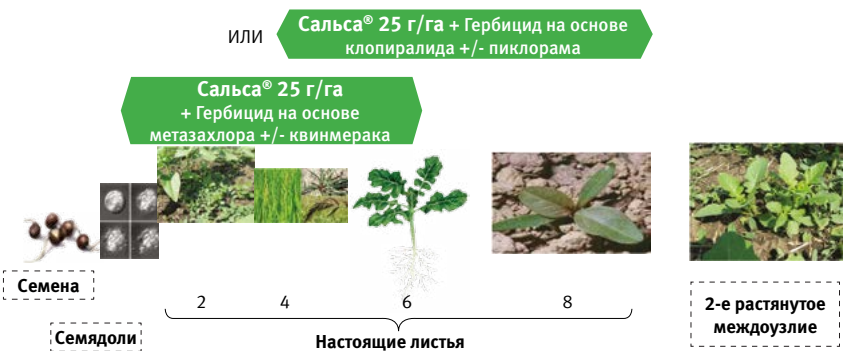 ИЛИ
Сальса® 25 г/га + Гербицид на основе
клопиралида +/- пиклорама
Сальса® 25 г/га
+ Гербицид на основе
метазахлора +/- квинмерака
Семена
2 4 6 8
2-е растянутое
междоузлие
Семядоли
Настоящие листья